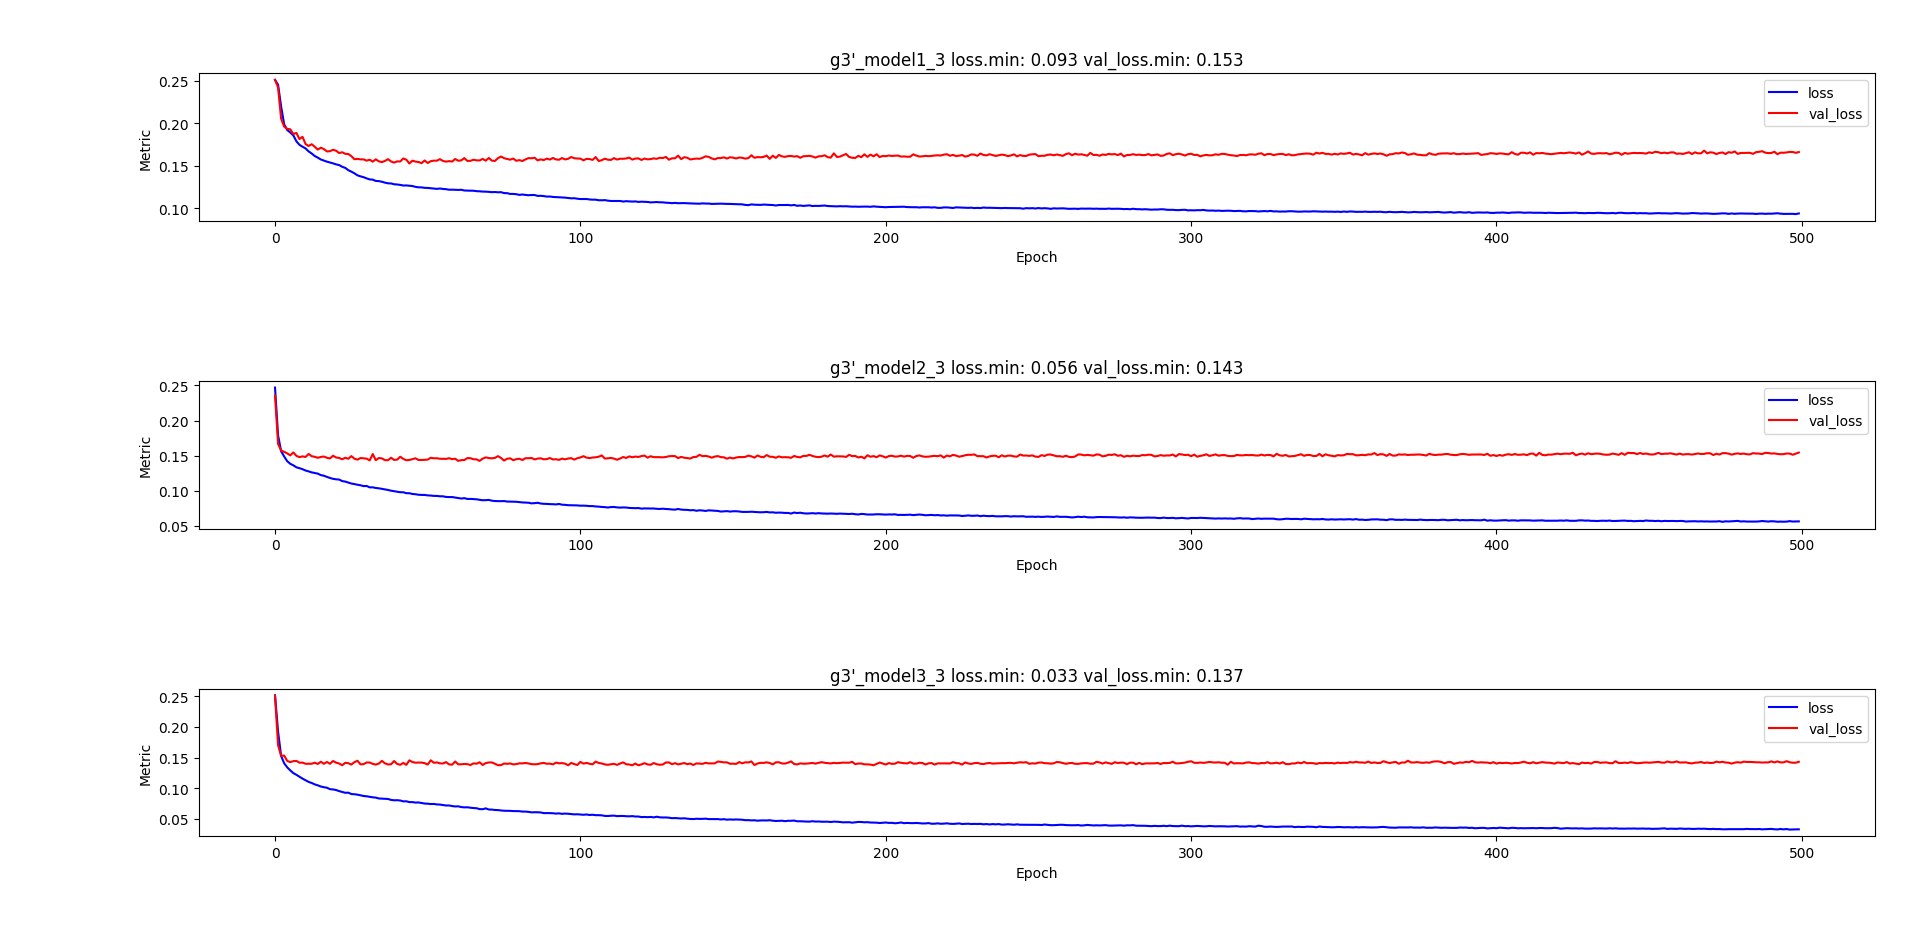 g3'_model1_3 loss.min: 0.093 val_loss.min: 0.153
0.25
0.20
0.15
0.10
Metric
loss
val_loss
0 100 200 300 400 500
Epoch
g3'_model2_3 loss.min: 0.056 val_loss.min: 0.143
0.25
0.20
0.15
0.10
0.05
Metric
loss
val_loss
0 100 200 300 400 500
Epoch
g3'_model3_3 loss.min: 0.033 val_loss.min: 0.137
0.25
0.20
0.15
0.10
0.05
Metric
loss
val_loss
0 100 200 300 400 500
Epoch